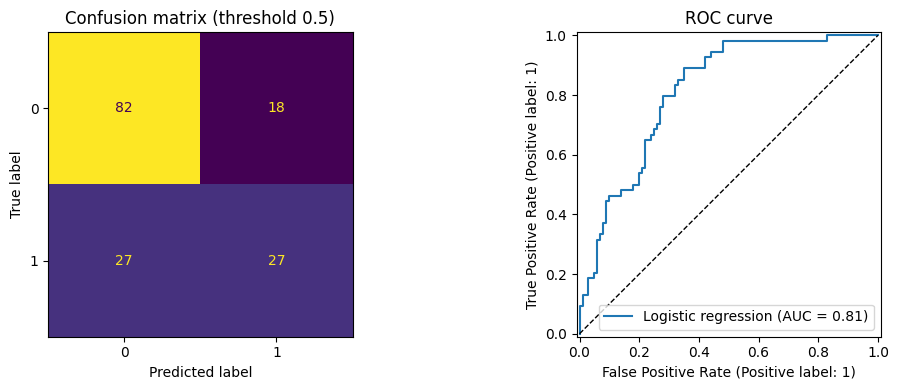 Confusion matrix (threshold 0.5)
0
1
True label
82
18
27
27
0
1
Predicted label
ROC curve
1.0
0.8
0.6
0.4
0.2
0.0
True Positive Rate (Positive label: 1)
Logistic regression (AUC = 0.81)
0.0
0.2
0.4
0.6
0.8
1.0
False Positive Rate (Positive label: 1)